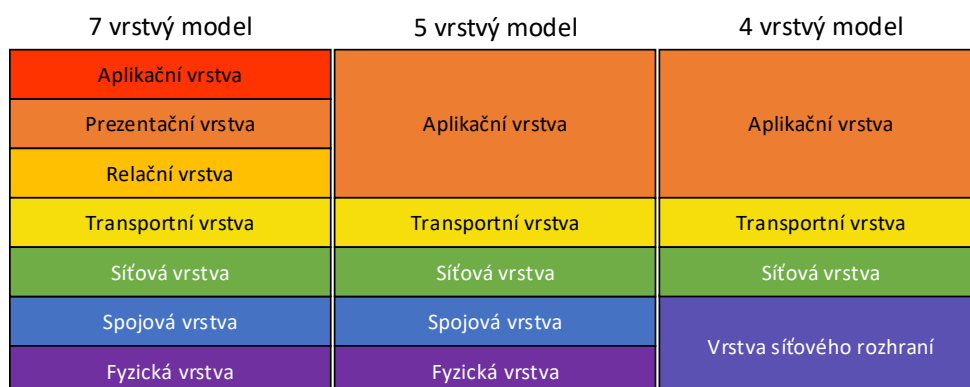 7 vrstvý model
5 vrstvý model
4 vrstvý model
Aplikační vrstva
Prezentační vrstva
Relační vrstva
Transportní vrstva
Síťová vrstva
Spojová vrstva
Fyzická vrstva
Aplikační vrstva
Transportní vrstva
Síťová vrstva
Spojová vrstva
Fyzická vrstva
Aplikační vrstva
Transportní vrstva
Síťová vrstva
Vrstva síťového rozhraní